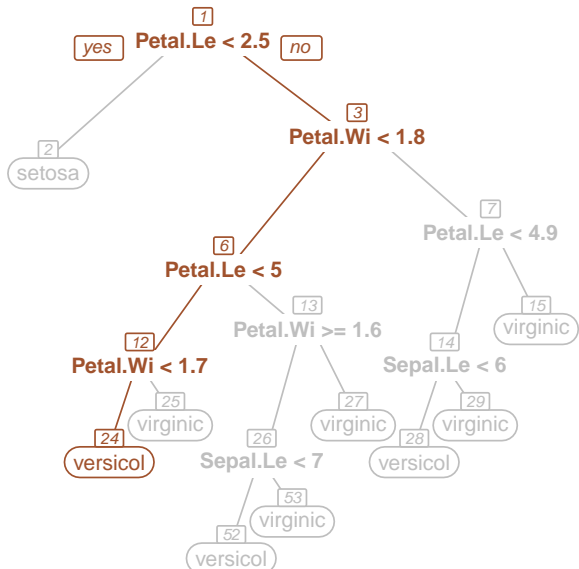 1
yes Petal.Le < 2.5 no
3
Petal.Wi < 1.8
2
setosa
7
Petal.Le < 4.9
6
Petal.Le < 5
13
Petal.Wi >= 1.6
15
virginic
12
Petal.Wi < 1.7
14
Sepal.Le < 6
25
virginic
27
virginic
29
virginic
24
versicol
26
Sepal.Le < 7
28
versicol
53
virginic
52
versicol